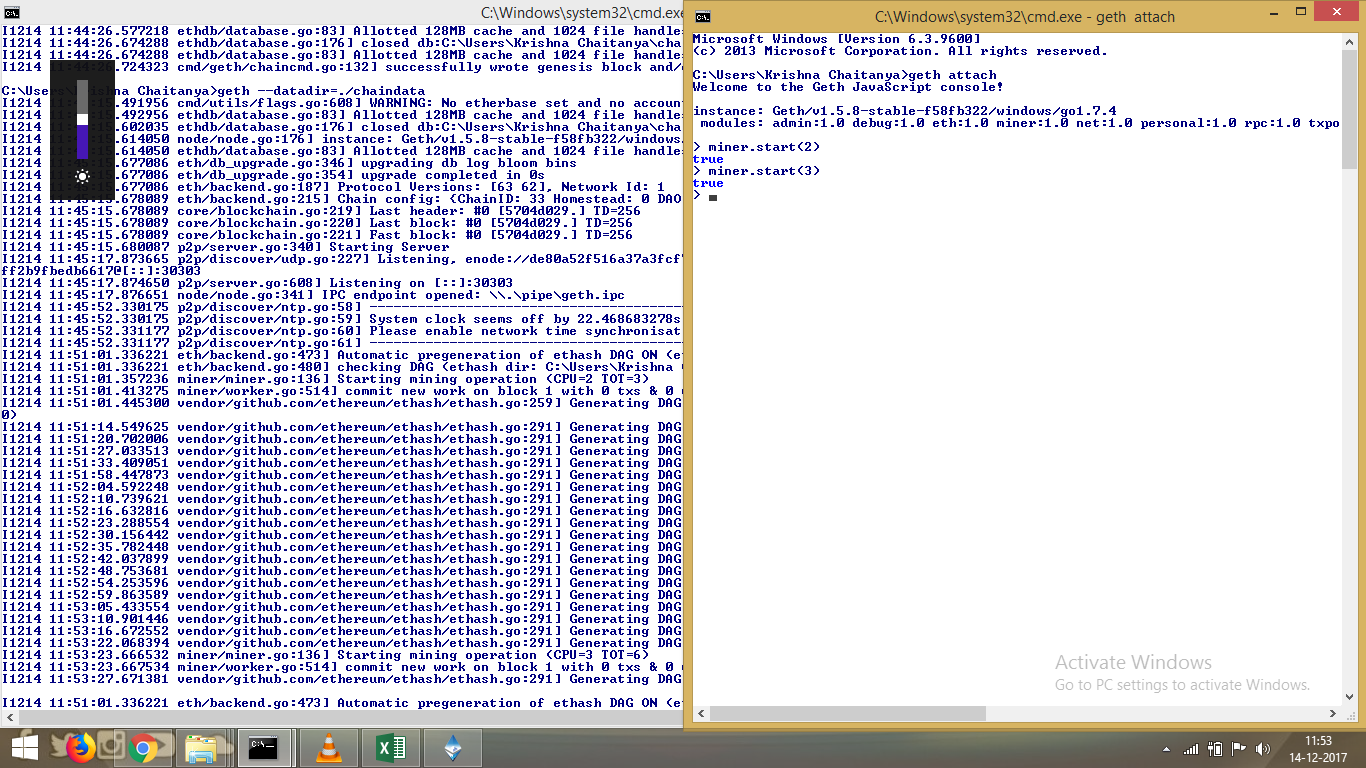 C:\Windows\system32\cmd.exe
I1214 11:44:26.577218 ethdb/database.go:83] Allotted 128MB cache and 1024 file handle
I1214 11:44:26.674288 ethdb/database.go:176] closed db:C:\Users\Krishna Chaitanya\cha
I1214 11:44:26.674288 ethdb/database.go:83] Allotted 128MB cache and 1024 file handle
I1214 11:44:26.724323 cmd/geth/chaincmd.go:132] successfully wrote genesis block and/
C:\Users\Krishna Chaitanya>geth --datadir=./chaindata
I1214 11:45:15.491956 cmd/utils/flags.go:608] WARNING: No etherbase set and no accoun
I1214 11:45:15.492956 ethdb/database.go:83] Allotted 128MB cache and 1024 file handle
I1214 11:45:15.602035 ethdb/database.go:176] closed db:C:\Users\Krishna Chaitanya\cha
I1214 11:45:15.614050 node/node.go:176] instance: Geth/v1.5.8-stable-f58fb322/windows
I1214 11:45:15.614050 ethdb/database.go:83] Allotted 128MB cache and 1024 file handle
I1214 11:45:15.677086 eth/db_upgrade.go:346] upgrading db log bloom bins
I1214 11:45:15.677086 eth/db_upgrade.go:354] upgrade completed in 0s
I1214 11:45:15.677086 eth/backend.go:187] Protocol Versions: [63 62], Network Id: 1
I1214 11:45:15.678089 eth/backend.go:215] Chain config: {ChainID: 33 Homestead: 0 DAO
I1214 11:45:15.678089 core/blockchain.go:219] Last header: #0 [5704d029.] TD=256
I1214 11:45:15.678089 core/blockchain.go:220] Last block: #0 [5704d029.] TD=256
I1214 11:45:15.678089 core/blockchain.go:221] Fast block: #0 [5704d029.] TD=256
I1214 11:45:15.680087 p2p/server.go:340] Starting Server
I1214 11:45:17.873665 p2p/discover/udp.go:227] Listening, enode://de80a52f516a37a3fcf
ff2b9fbedb6617@[::]:30303
I1214 11:45:17.874650 p2p/server.go:608] Listening on [::]:30303
I1214 11:45:17.876651 node/node.go:341] IPC endpoint opened: \\.\pipe\geth.ipc
I1214 11:45:52.330175 p2p/discover/ntp.go:58] ---------------------------------------
I1214 11:45:52.330175 p2p/discover/ntp.go:59] System clock seems off by 22.468683278s
I1214 11:45:52.331177 p2p/discover/ntp.go:60] Please enable network time synchronisat
I1214 11:45:52.331177 p2p/discover/ntp.go:61] ---------------------------------------
I1214 11:51:01.336221 eth/backend.go:473] Automatic pregeneration of ethash DAG ON (e
I1214 11:51:01.336221 eth/backend.go:480] checking DAG (ethash dir: C:\Users\Krishna
I1214 11:51:01.357236 miner/miner.go:136] Starting mining operation (CPU=2 TOT=3)
I1214 11:51:01.413275 miner/worker.go:514] commit new work on block 1 with 0 txs & 0
I1214 11:51:01.445300 vendor/github.com/ethereum/ethash/ethash.go:259] Generating DAG
0)
I1214 11:51:14.549625 vendor/github.com/ethereum/ethash/ethash.go:291] Generating DAG
I1214 11:51:20.702006 vendor/github.com/ethereum/ethash/ethash.go:291] Generating DAG
I1214 11:51:27.033513 vendor/github.com/ethereum/ethash/ethash.go:291] Generating DAG
I1214 11:51:33.409051 vendor/github.com/ethereum/ethash/ethash.go:291] Generating DAG
I1214 11:51:58.447873 vendor/github.com/ethereum/ethash/ethash.go:291] Generating DAG
I1214 11:52:04.592248 vendor/github.com/ethereum/ethash/ethash.go:291] Generating DAG
I1214 11:52:10.739621 vendor/github.com/ethereum/ethash/ethash.go:291] Generating DAG
I1214 11:52:16.632816 vendor/github.com/ethereum/ethash/ethash.go:291] Generating DAG
I1214 11:52:23.288554 vendor/github.com/ethereum/ethash/ethash.go:291] Generating DAG
I1214 11:52:30.156442 vendor/github.com/ethereum/ethash/ethash.go:291] Generating DAG
I1214 11:52:35.782448 vendor/github.com/ethereum/ethash/ethash.go:291] Generating DAG
I1214 11:52:42.037899 vendor/github.com/ethereum/ethash/ethash.go:291] Generating DAG
I1214 11:52:48.753681 vendor/github.com/ethereum/ethash/ethash.go:291] Generating DAG
I1214 11:52:54.253596 vendor/github.com/ethereum/ethash/ethash.go:291] Generating DAG
I1214 11:52:59.863589 vendor/github.com/ethereum/ethash/ethash.go:291] Generating DAG
I1214 11:53:05.433554 vendor/github.com/ethereum/ethash/ethash.go:291] Generating DAG
I1214 11:53:10.901446 vendor/github.com/ethereum/ethash/ethash.go:291] Generating DAG
I1214 11:53:16.672552 vendor/github.com/ethereum/ethash/ethash.go:291] Generating DAG
I1214 11:53:22.068394 vendor/github.com/ethereum/ethash/ethash.go:291] Generating DAG
I1214 11:53:23.666532 miner/miner.go:136] Starting mining operation (CPU=3 TOT=6)
I1214 11:53:23.667534 miner/worker.go:514] commit new work on block 1 with 0 txs & 0
I1214 11:53:27.671381 vendor/github.com/ethereum/ethash/ethash.go:291] Generating DAG
I1214 11:51:01.336221 eth/backend.go:473] Automatic pregeneration of ethash DAG ON (e
C:\Windows\system32\cmd.exe - geth attach
Microsoft Windows [Version 6.3.9600]
(c) 2013 Microsoft Corporation. All rights reserved.
C:\Users\Krishna Chaitanya>geth attach
Welcome to the Geth JavaScript console!
instance: Geth/v1.5.8-stable-f58fb322/windows/go1.7.4
modules: admin:1.0 debug:1.0 eth:1.0 miner:1.0 net:1.0 personal:1.0 rpc:1.0 txpo
> miner.start(2)
true
> miner.start(3)
true
>
Activate Windows
Go to PC settings to activate Windows.
11:53
14-12-2017